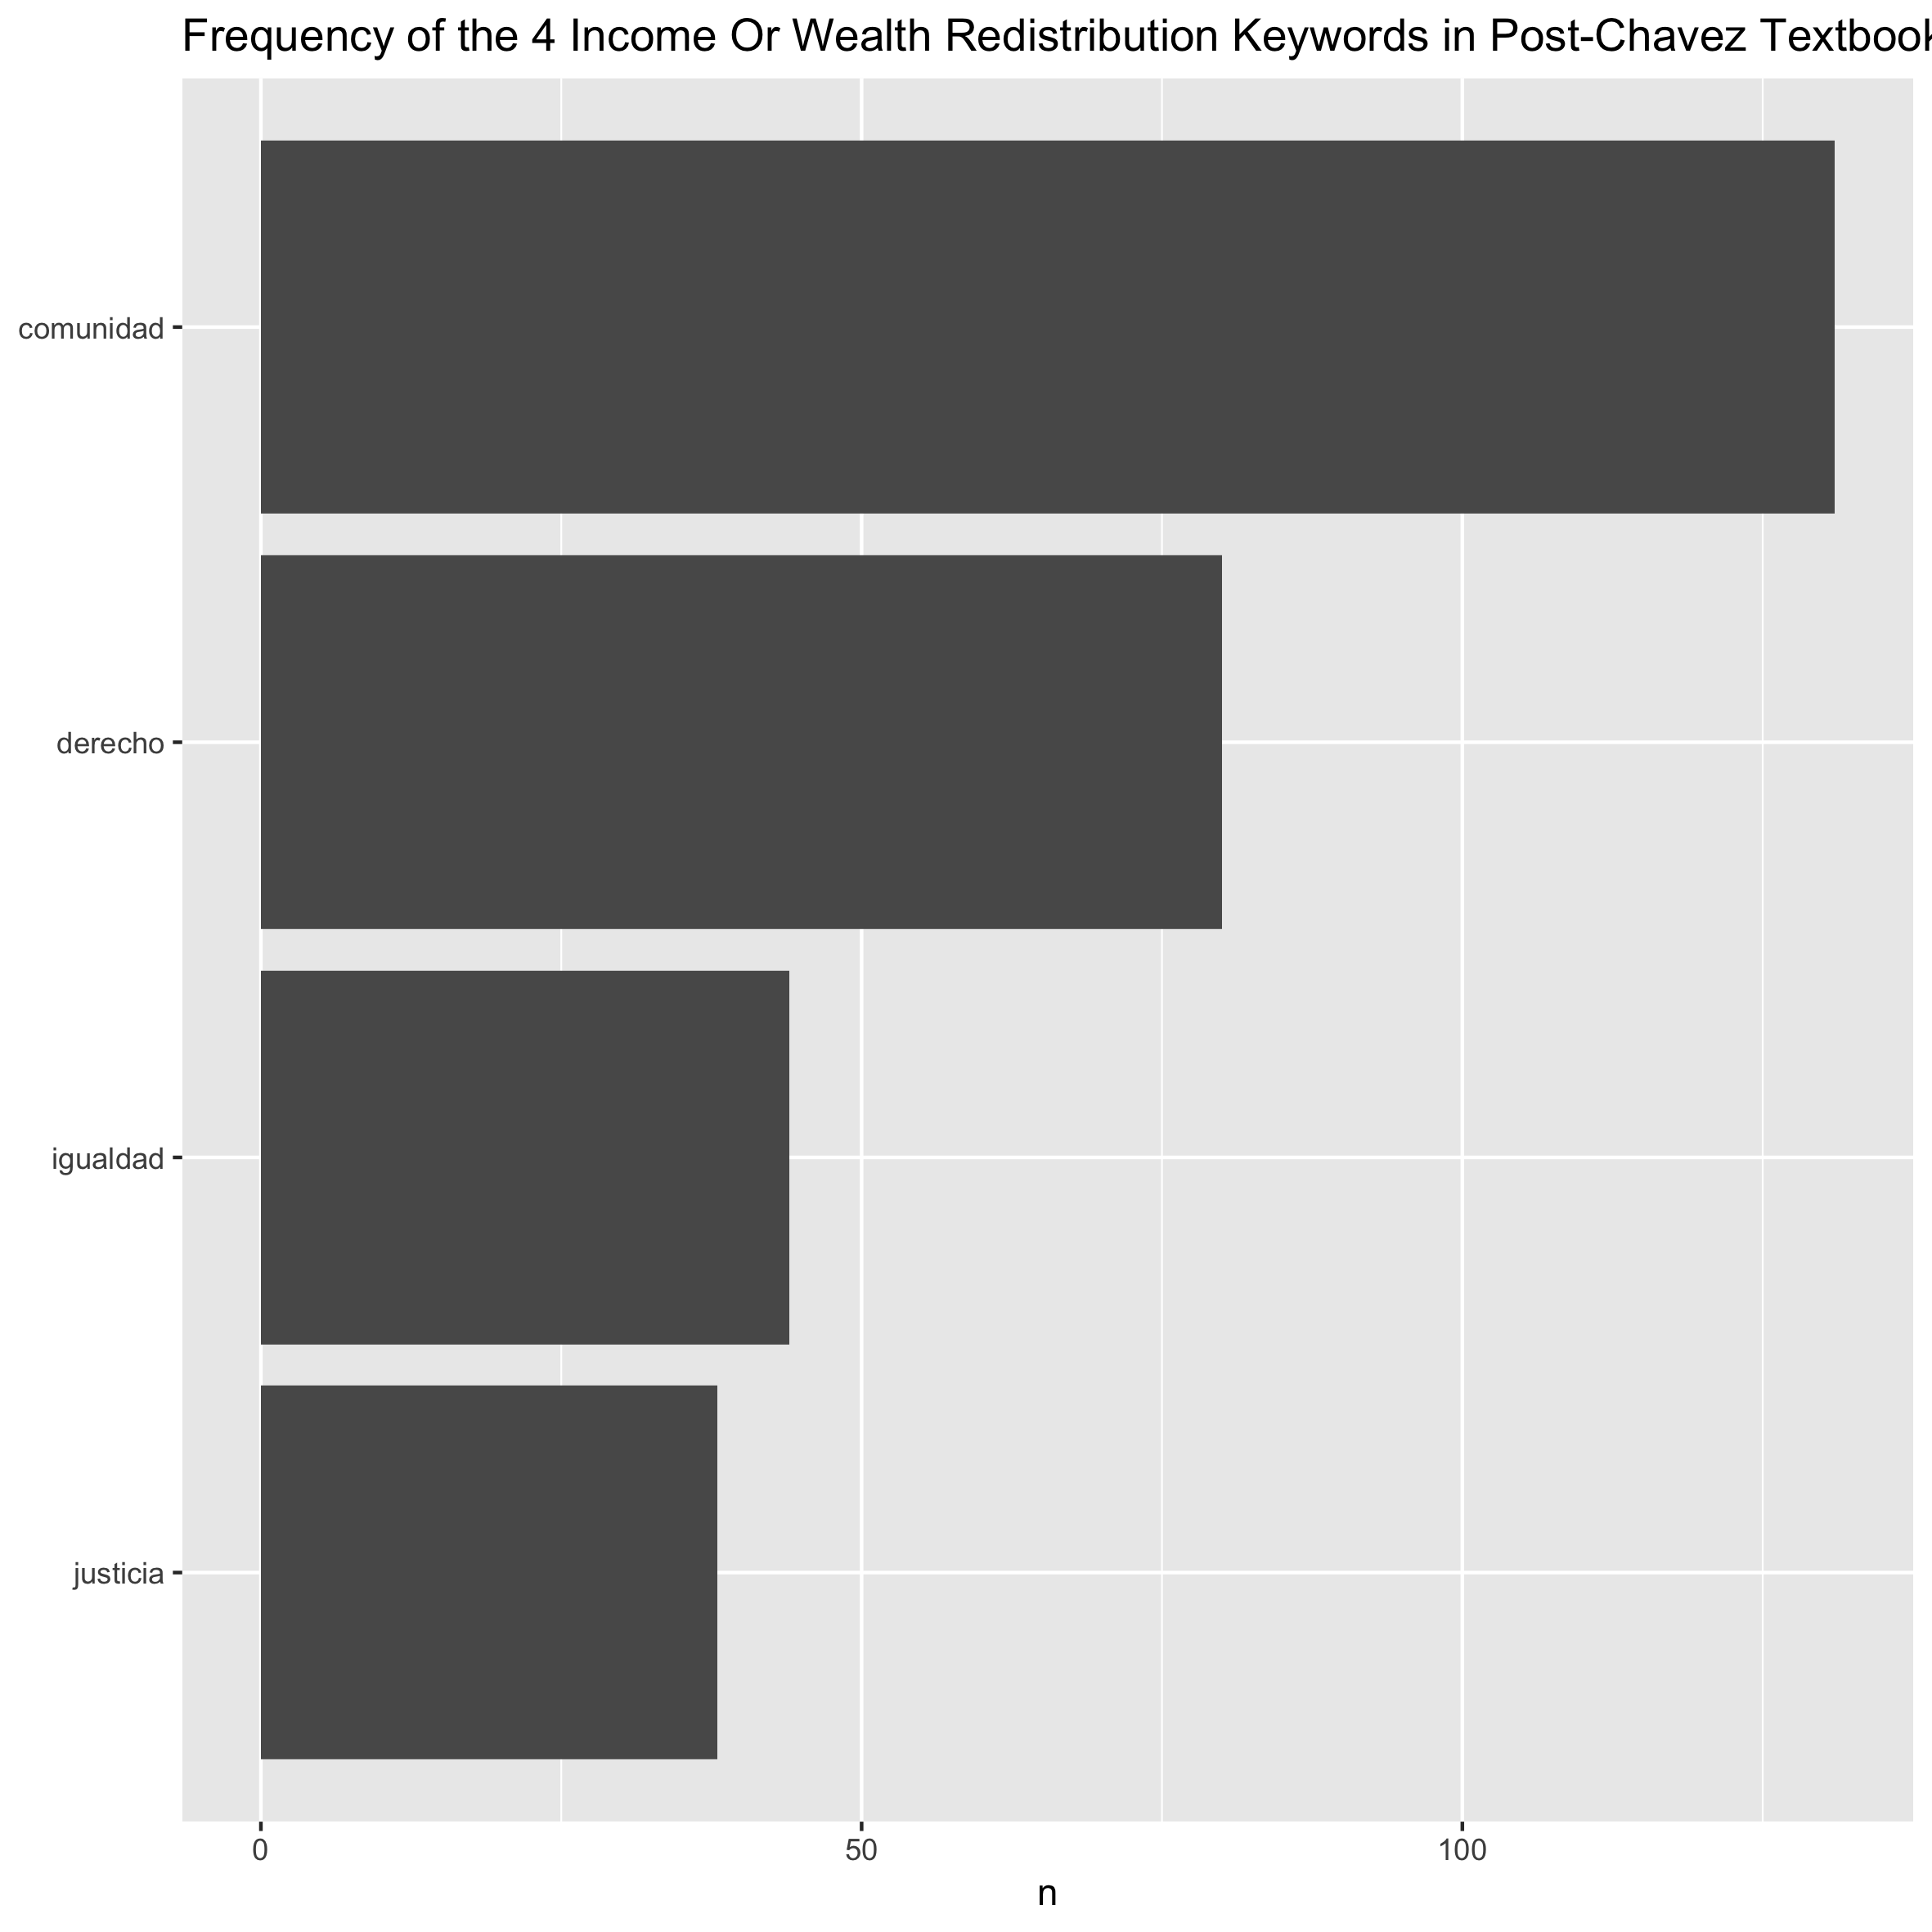 Frequency of the 4 Income Or Wealth Redistribution Keywords in Post-Chavez Textbook
comunidad
derecho
igualdad
justicia
0 50 100
n